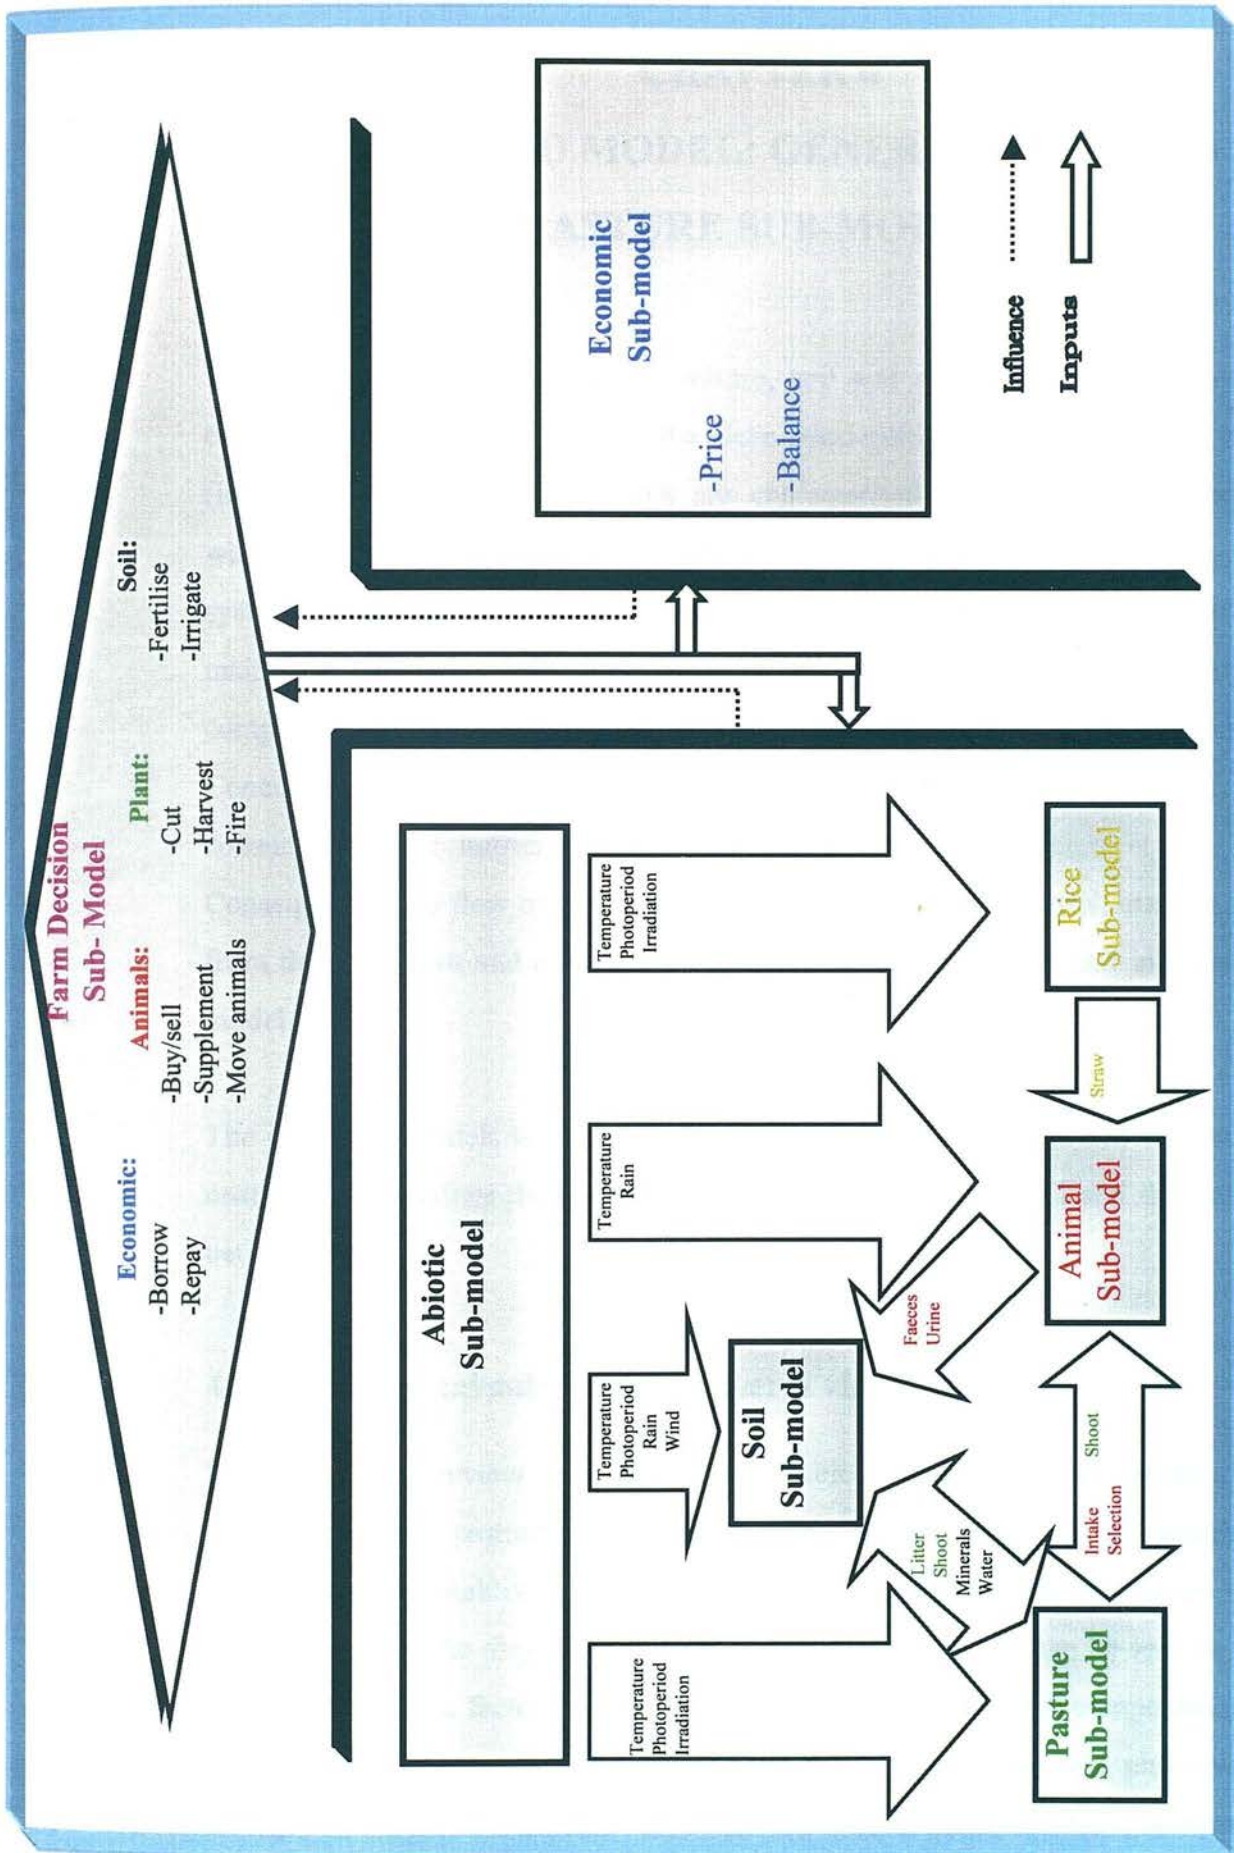 Farm Decision
Sub- Model
Economic:
-Borrow
-Repay
Animals:
-Buy/sell
-Supplement
-Move animals
Plant:
-Cut
-Harvest
-Fire
Soil:
-Fertilise
-Irrigate
Abiotic
Sub-model
Temperature
Photoperiod
Irradiation
Temperature
Photoperiod
Rain
Wind
Temperature
Rain
Temperature
Photoperiod
Irradiation
Soil
Sub-model
Litter
Shoot
Minerals
Water
Faeces
Urine
Pasture
Sub-model
Intake
Selection
Shoot
Animal
Sub-model
Straw
Rice
Sub-model
Economic
Sub-model
-Price
-Balance
Influence
Inputs